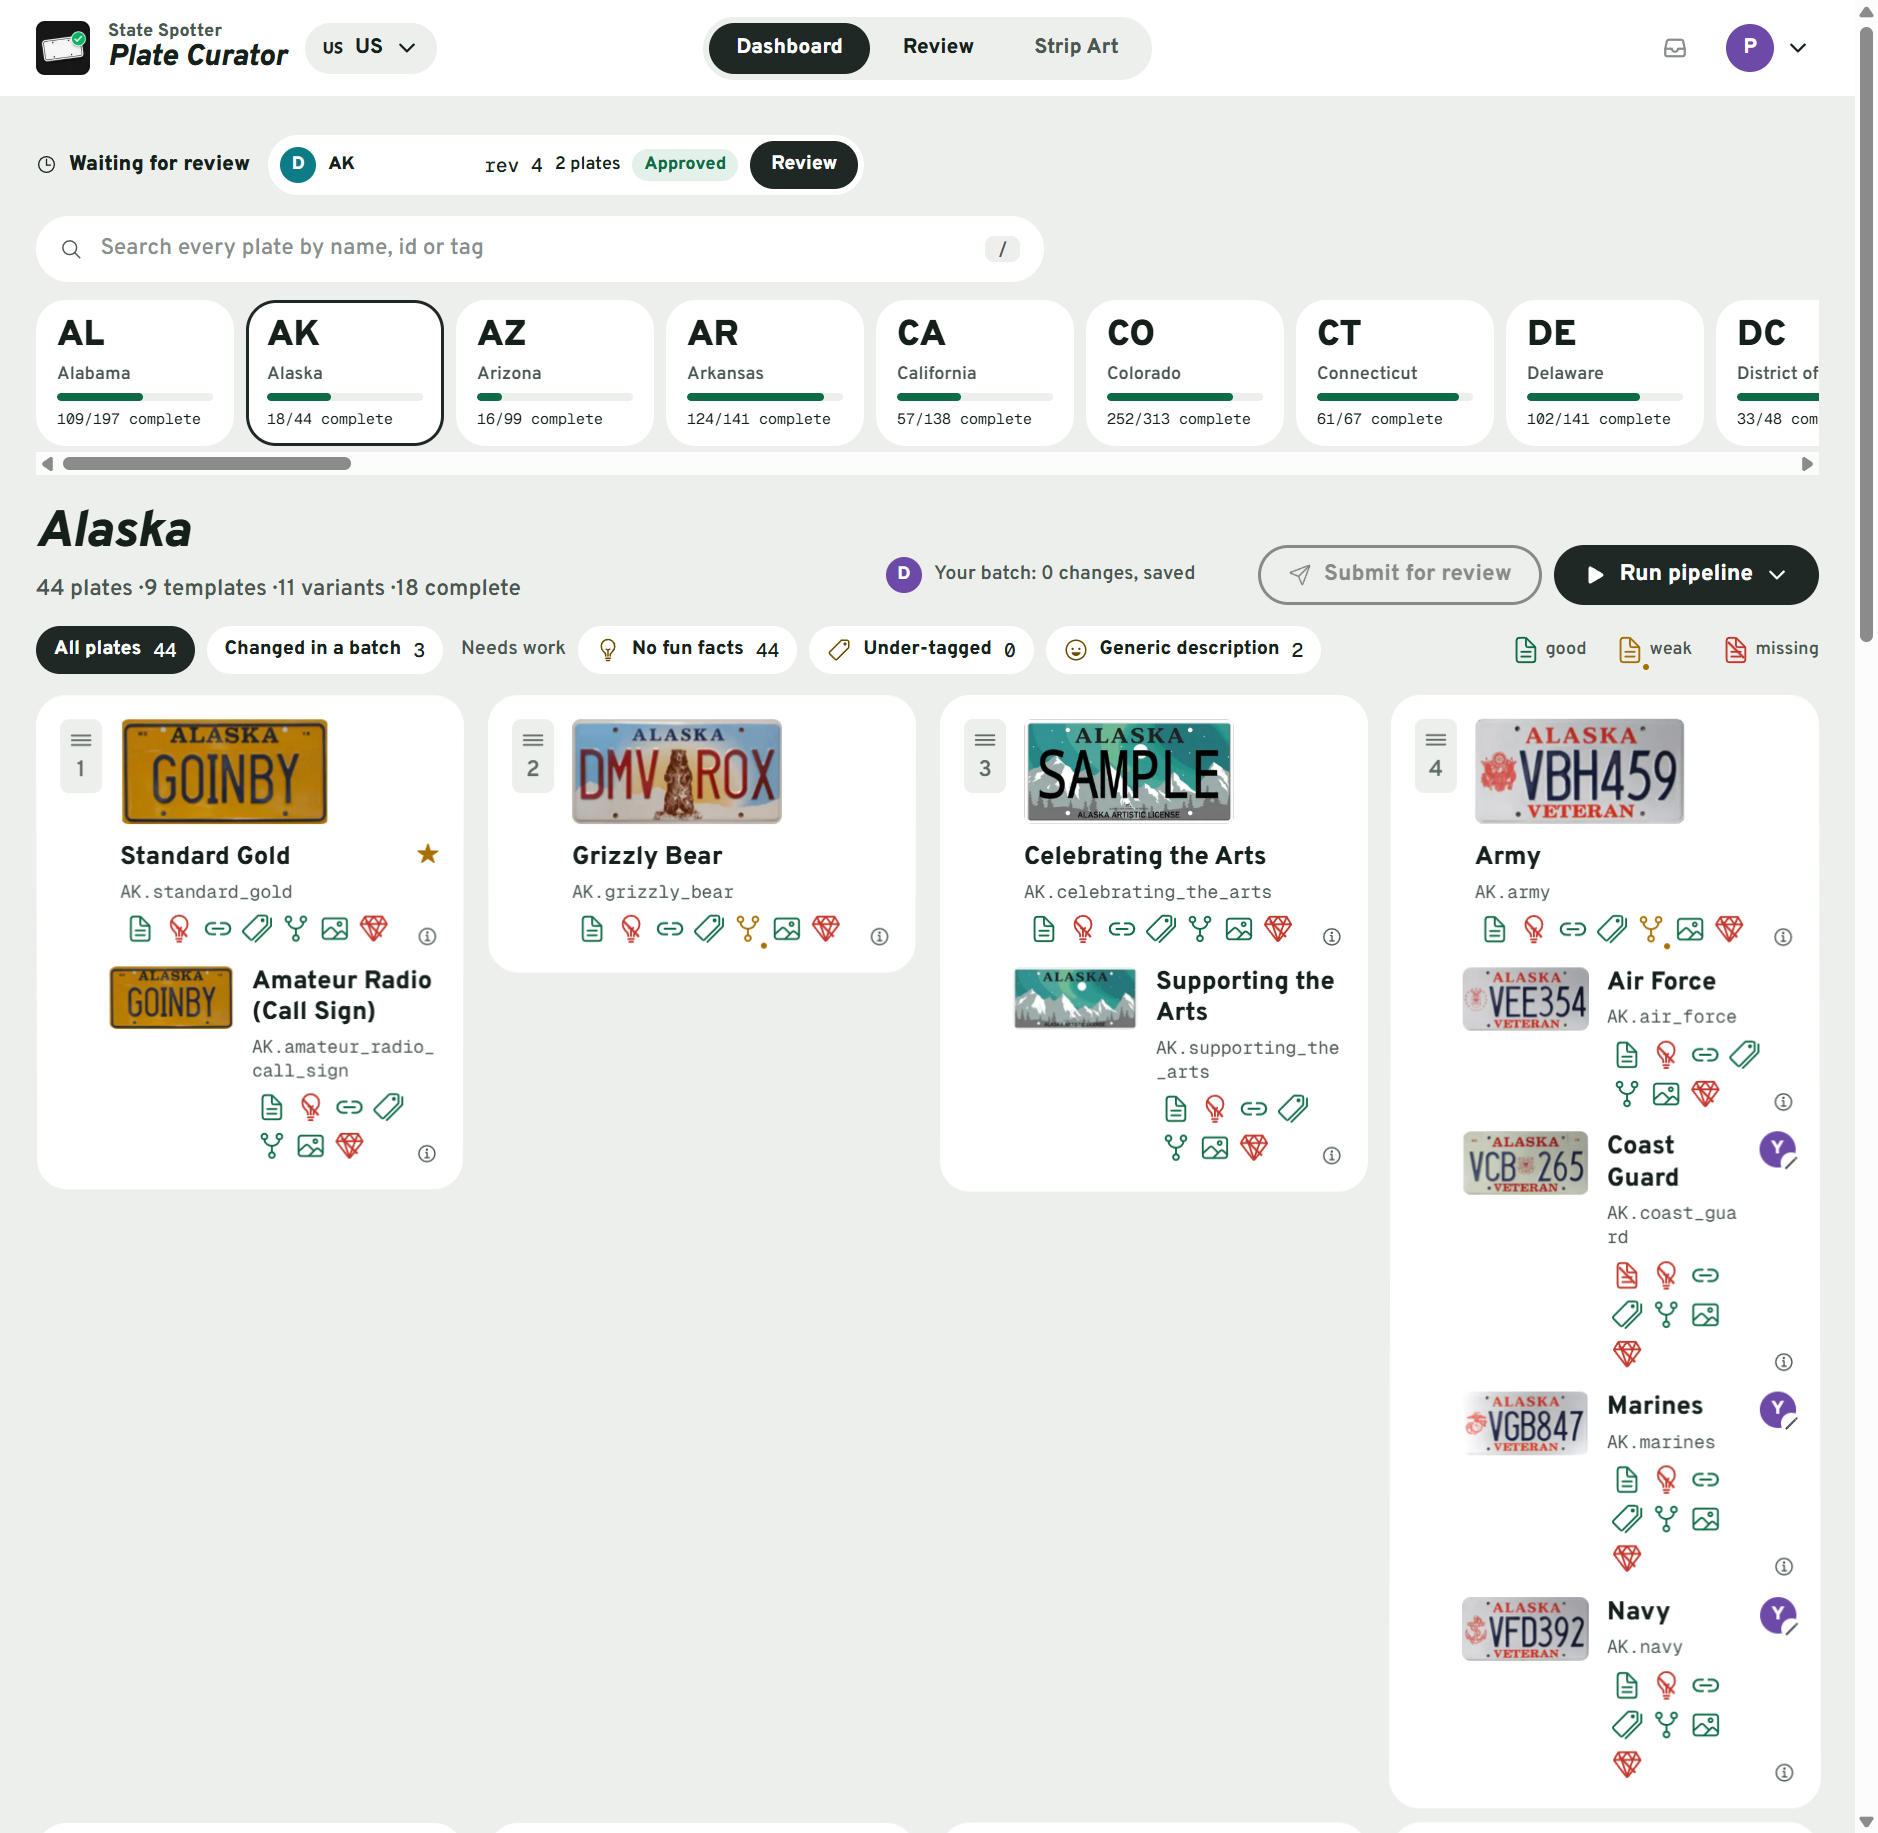 State Spotter
Plate Curator
US US
Dashboard
Review
Strip Art
P
Waiting for review
D AK rev 4 2 plates Approved Review
Search every plate by name, id or tag /
AL
Alabama
109/197 complete
AK
Alaska
18/44 complete
AZ
Arizona
16/99 complete
AR
Arkansas
124/141 complete
CA
California
57/138 complete
CO
Colorado
252/313 complete
CT
Connecticut
61/67 complete
DE
Delaware
102/141 complete
DC
District of
33/48 com
Alaska
44 plates ·9 templates ·11 variants ·18 complete
D Your batch: 0 changes, saved
Submit for review
Run pipeline
All plates 44
Changed in a batch 3
Needs work
No fun facts 44
Under-tagged 0
Generic description 2
good
weak
missing
1
ALASKA
GOINBY
Standard Gold
AK.standard_gold
ALASKA
GOINBY
Amateur Radio
(Call Sign)
AK.amateur_radio_
call_sign
2
ALASKA
DMV ROX
Grizzly Bear
AK.grizzly_bear
3
ALASKA
SAMPLE
ALASKA ARTISTIC LICENSE
Celebrating the Arts
AK.celebrating_the_arts
ALASKA
ALASKA ARTISTIC LICENSE
Supporting the
Arts
AK.supporting_the
_arts
4
ALASKA
VBH459
VETERAN
Army
AK.army
ALASKA
VEE354
VETERAN
Air Force
AK.air_force
ALASKA
VCB 265
VETERAN
Coast
Guard
Y
AK.coast_gua
rd
ALASKA
VGB847
VETERAN
Marines
Y
AK.marines
ALASKA
VFD392
VETERAN
Navy
Y
AK.navy